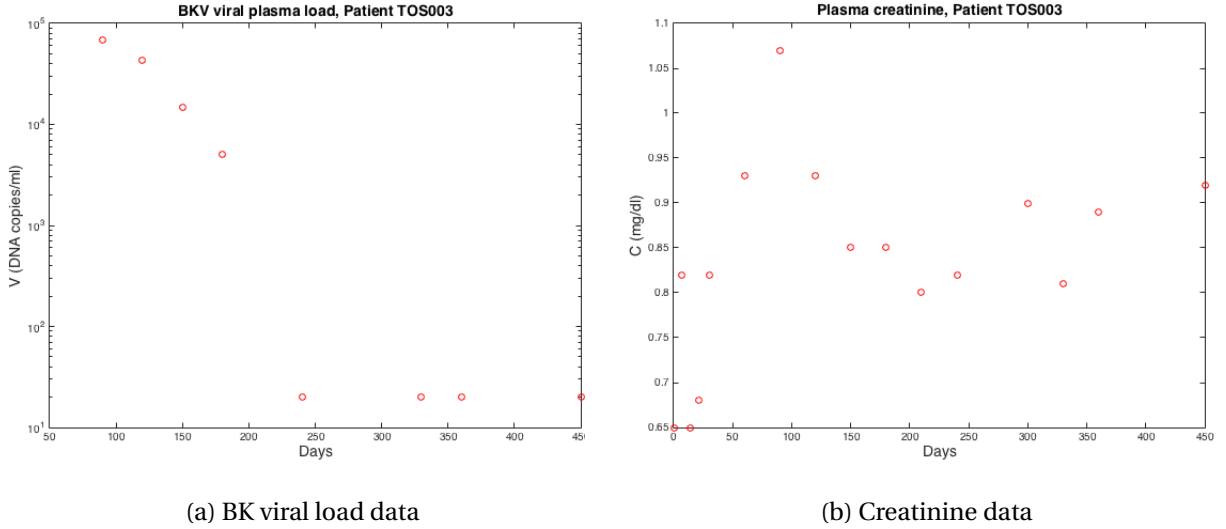 BKV viral plasma load, Patient TOS003
10^5
10^4
10^3
10^2
10^1
V (DNA copies/ml)
50 100 150 200 250 300 350 400 45
Days
(a) BK viral load data
Plasma creatinine, Patient TOS003
1.1
1.05
1
0.95
0.9
0.85
0.8
0.75
0.7
0.65
C (mg/dl)
0 50 100 150 200 250 300 350 400 450
Days
(b) Creatinine data